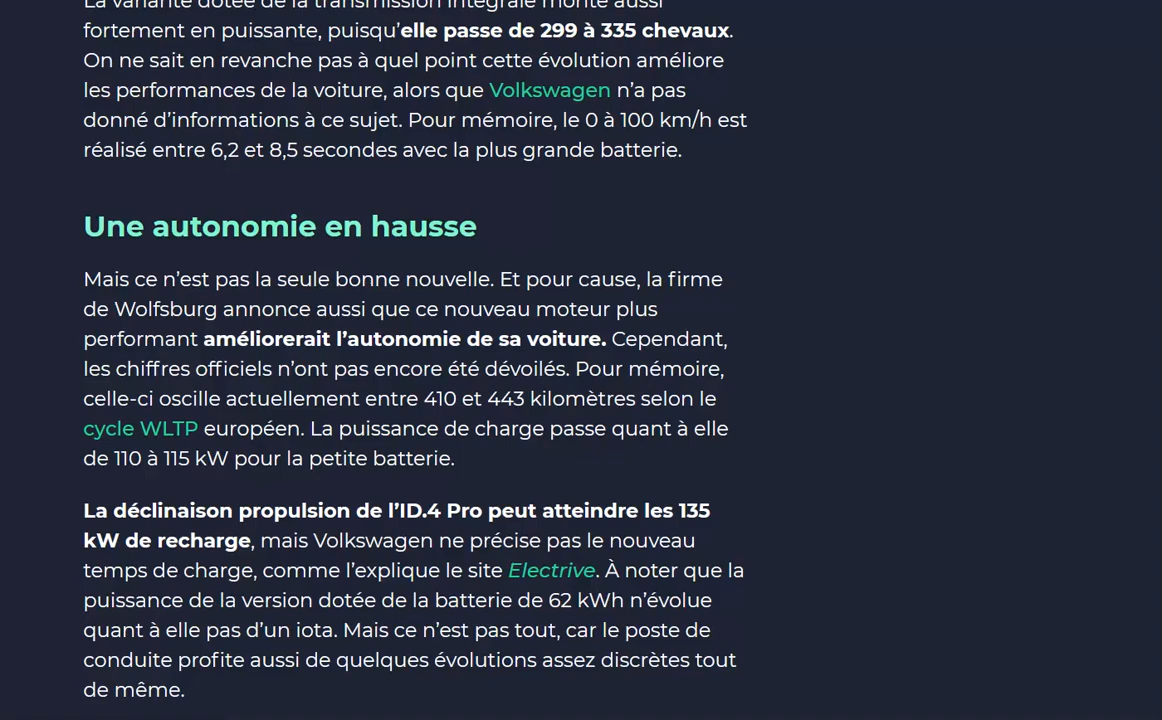 La variante dotée de la transmission intégrale monte aussi
fortement en puissante, puisqu’elle passe de 299 à 335 chevaux.
On ne sait en revanche pas à quel point cette évolution améliore
les performances de la voiture, alors que Volkswagen n’a pas
donné d’informations à ce sujet. Pour mémoire, le 0 à 100 km/h est
réalisé entre 6,2 et 8,5 secondes avec la plus grande batterie.
Une autonomie en hausse
Mais ce n’est pas la seule bonne nouvelle. Et pour cause, la firme
de Wolfsburg annonce aussi que ce nouveau moteur plus
performant améliorerait l’autonomie de sa voiture. Cependant,
les chiffres officiels n’ont pas encore été dévoilés. Pour mémoire,
celle-ci oscille actuellement entre 410 et 443 kilomètres selon le
cycle WLTP européen. La puissance de charge passe quant à elle
de 110 à 115 kW pour la petite batterie.
La déclinaison propulsion de l’ID.4 Pro peut atteindre les 135
kW de recharge, mais Volkswagen ne précise pas le nouveau
temps de charge, comme l’explique le site Electrive. À noter que la
puissance de la version dotée de la batterie de 62 kWh n’évolue
quant à elle pas d’un iota. Mais ce n’est pas tout, car le poste de
conduite profite aussi de quelques évolutions assez discrètes tout
de même.